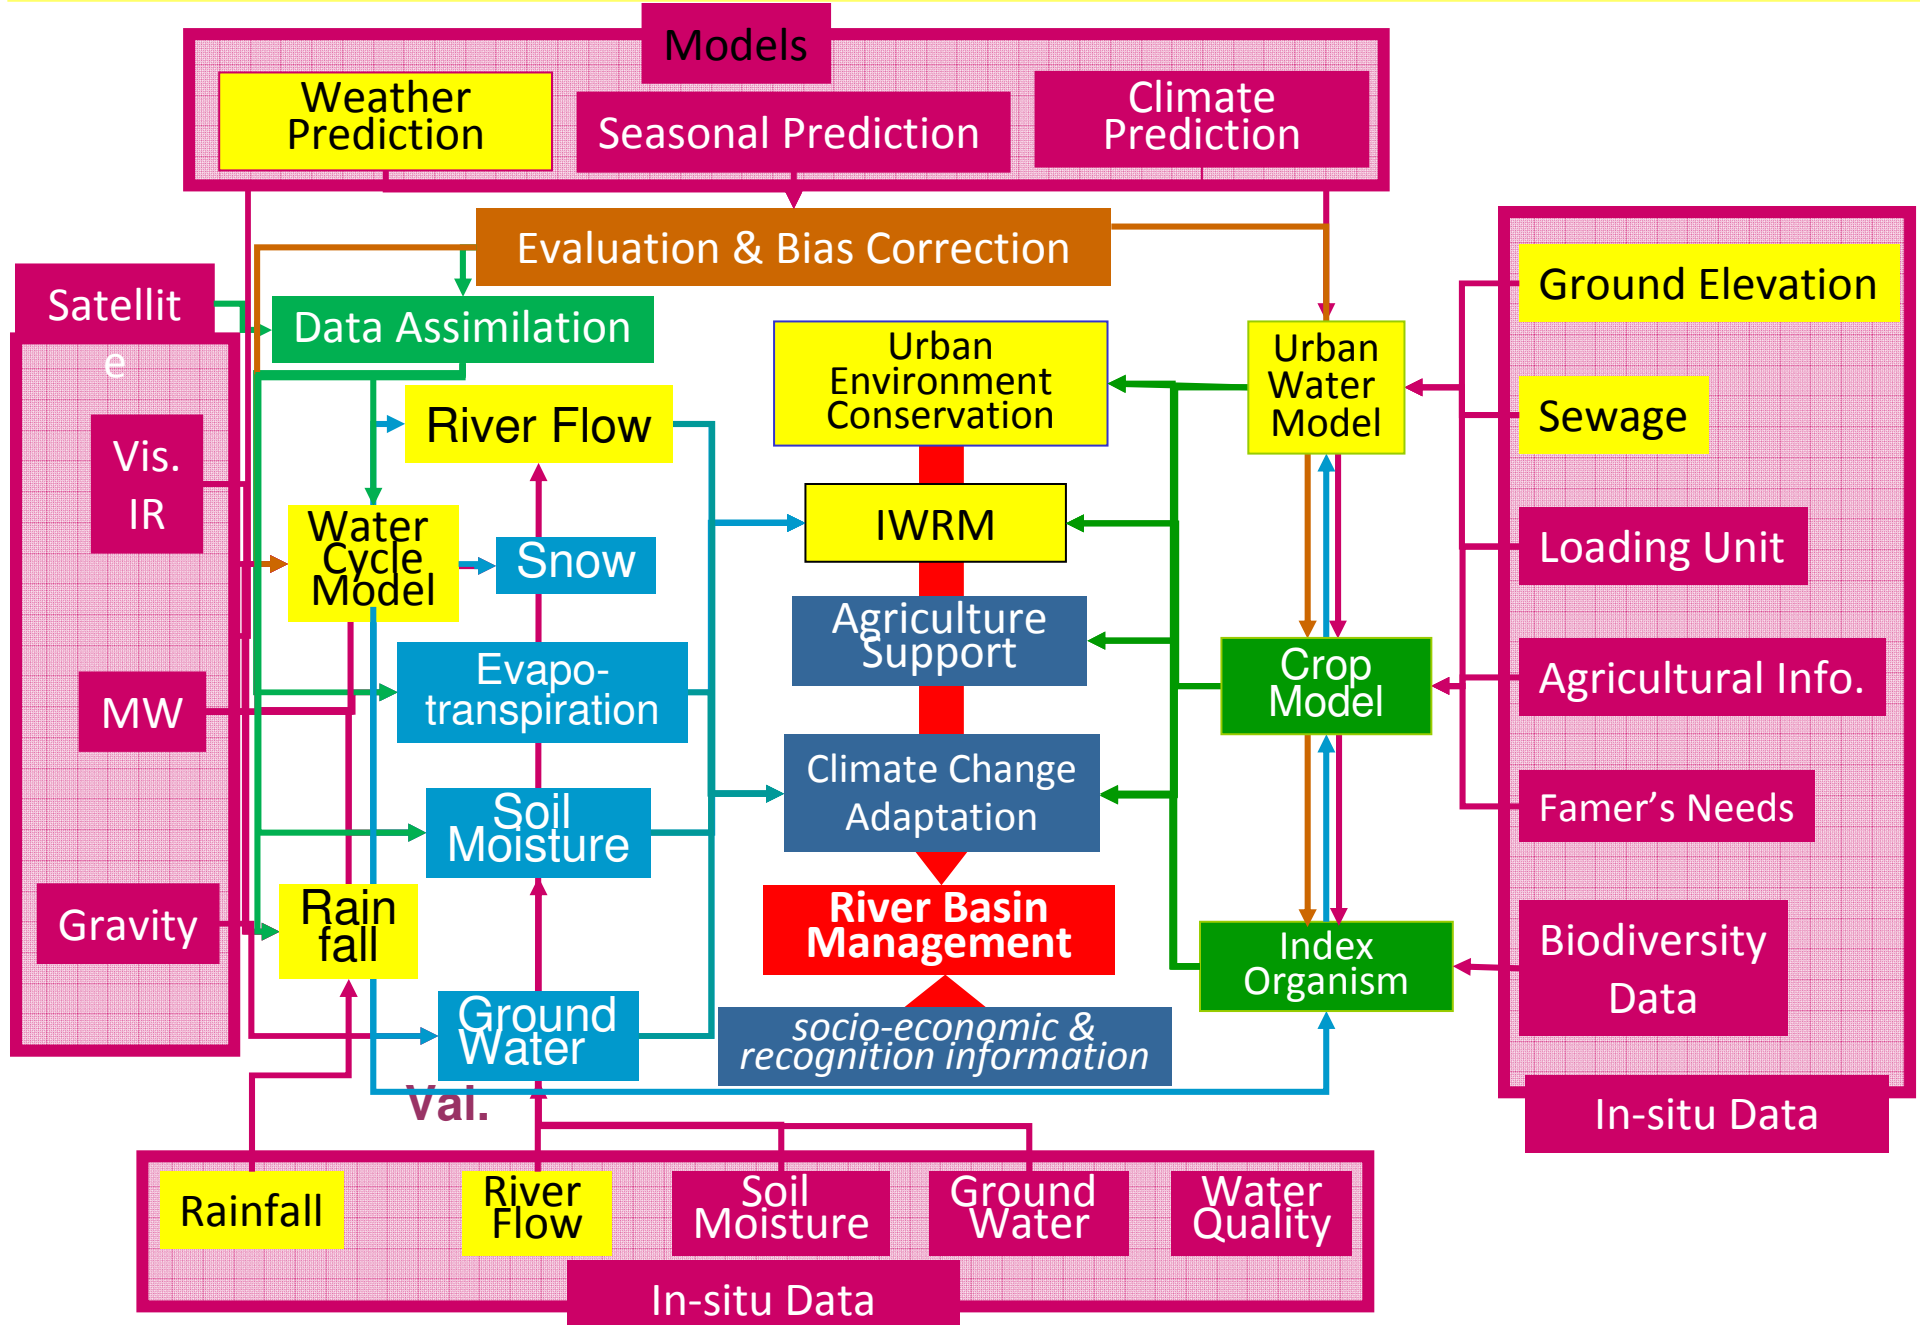 Models
Weather
Prediction
Seasonal Prediction
Climate
Prediction
Evaluation & Bias Correction
Satellit
e
Data Assimilation
Vis.
IR
MW
Gravity
River Flow
Water
Cycle
Model
Snow
Evapo-
transpiration
Soil
Moisture
Rain
fall
Ground
Water
Val.
Urban
Environment
Conservation
IWRM
Agriculture
Support
Climate Change
Adaptation
River Basin
Management
socio-economic &
recognition information
Urban
Water
Model
Crop
Model
Index
Organism
Ground Elevation
Sewage
Loading Unit
Agricultural Info.
Famer’s Needs
Biodiversity
Data
In-situ Data
Rainfall
River
Flow
Soil
Moisture
Ground
Water
Water
Quality
In-situ Data